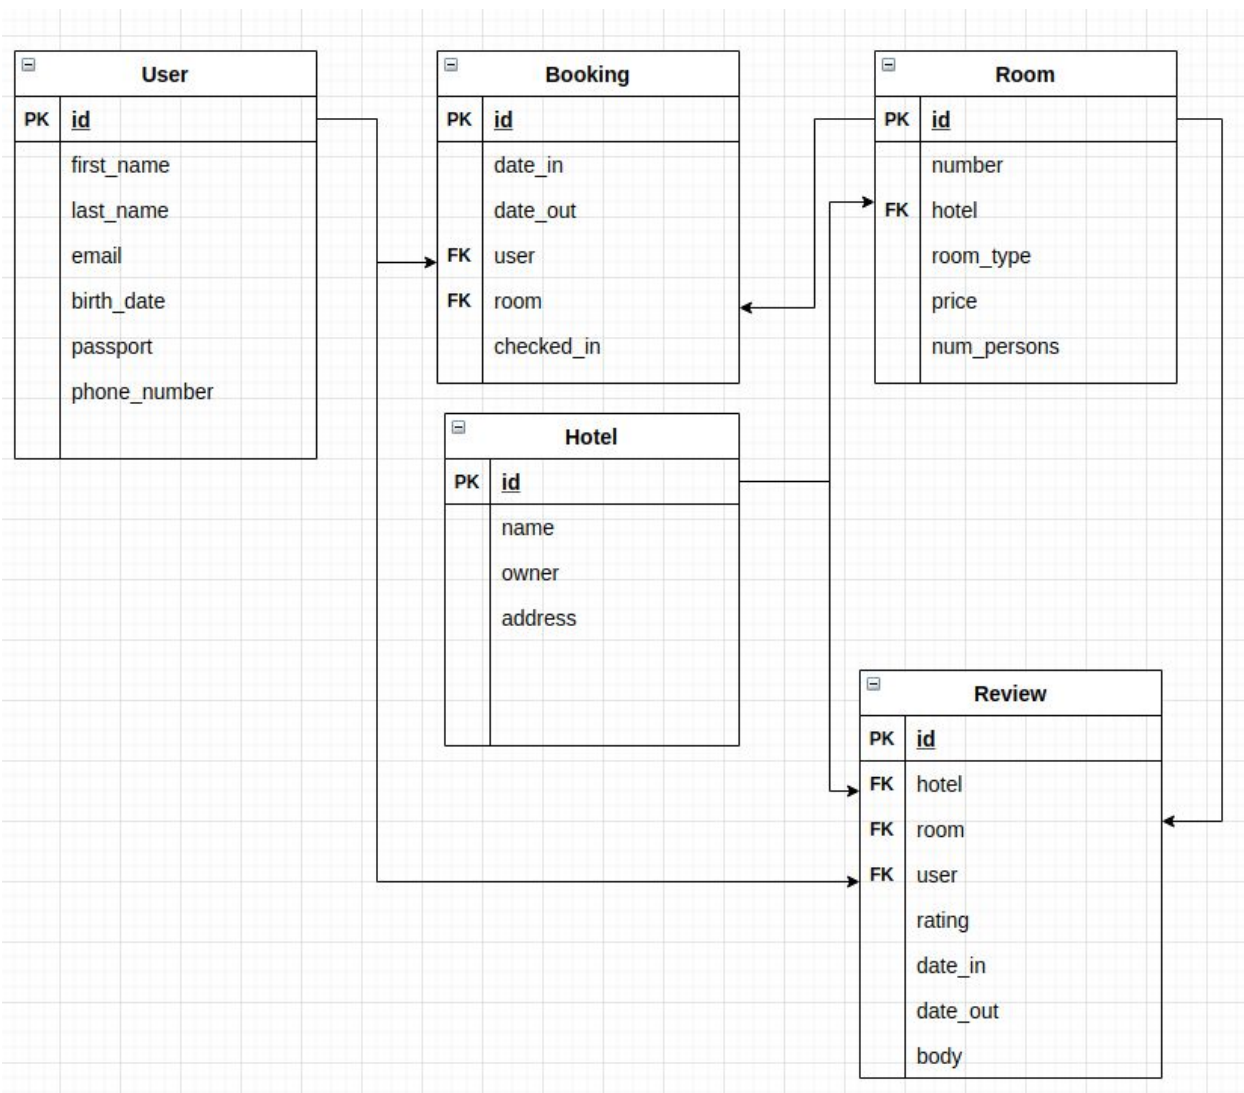 User
PK id
first_name
last_name
email
birth_date
passport
phone_number
Booking
PK id
date_in
date_out
FK user
FK room
checked_in
Room
PK id
number
FK hotel
room_type
price
num_persons
Hotel
PK id
name
owner
address
Review
PK id
FK hotel
FK room
FK user
rating
date_in
date_out
body